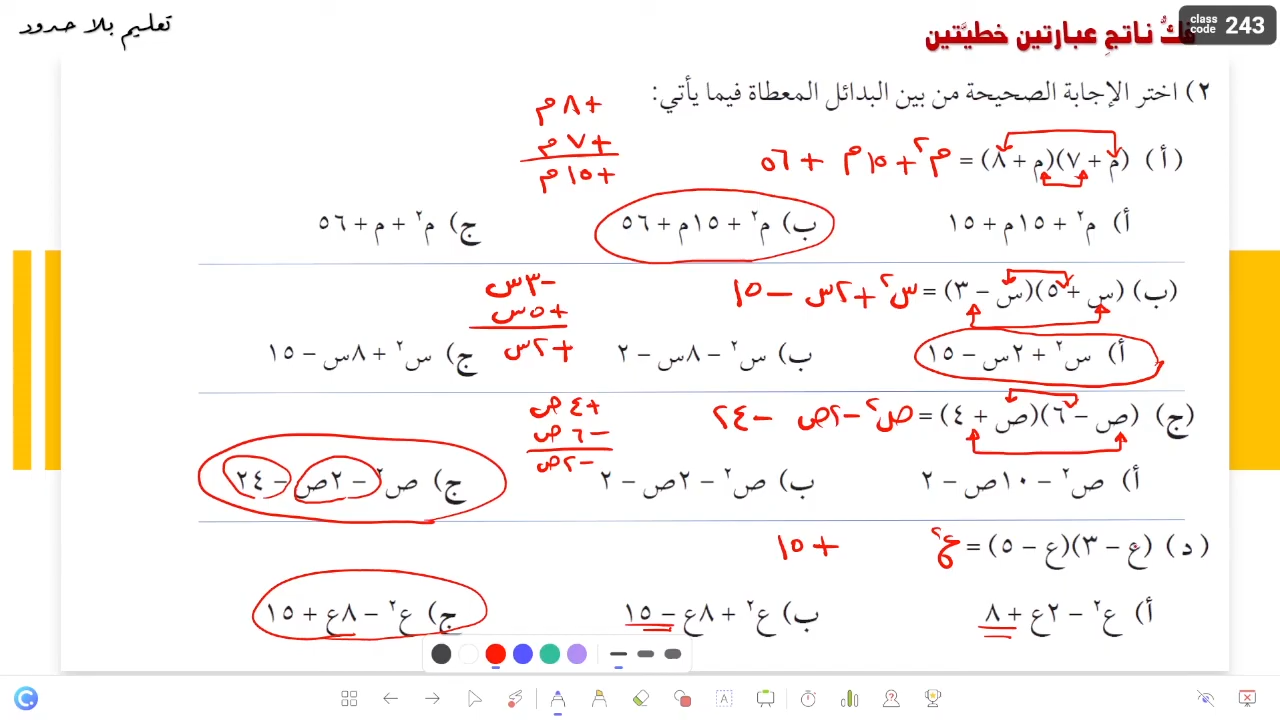 تعليم بلا حدود
فكُّ ناتجِ عبارتين خطيَّتين
class code 243
٢) اختر الإجابة الصحيحة من بين البدائل المعطاة فيما يأتي:
+٨م
+٧م
+١٥م
(أ) (م + ٧)(م + ٨) = م٢ + ١٥م + ٥٦
أ) م٢ + ١٥م + ١٥ ب) م٢ + ١٥م + ٥٦ ج) م٢ + م + ٥٦
-٣س
+٥س
+٢س
(ب) (س + ٥)(س − ٣) = س٢ + ٢س − ١٥
أ) س٢ + ٢س − ١٥ ب) س٢ − ٨س − ٢ ج) س٢ + ٨س − ١٥
+٤ص
-٦ص
-٢ص
(ج) (ص − ٦)(ص + ٤) = ص٢ − ٢ص − ٢٤
أ) ص٢ − ١٠ص − ٢ ب) ص٢ − ٢ص − ٢ ج) ص٢ − ٢ص − ٢٤
(د) (ع − ٣)(ع − ٥) = ع٢ + ١٥
أ) ع٢ − ٢ع + ٨ ب) ع٢ + ٨ع − ١٥ ج) ع٢ − ٨ع + ١٥